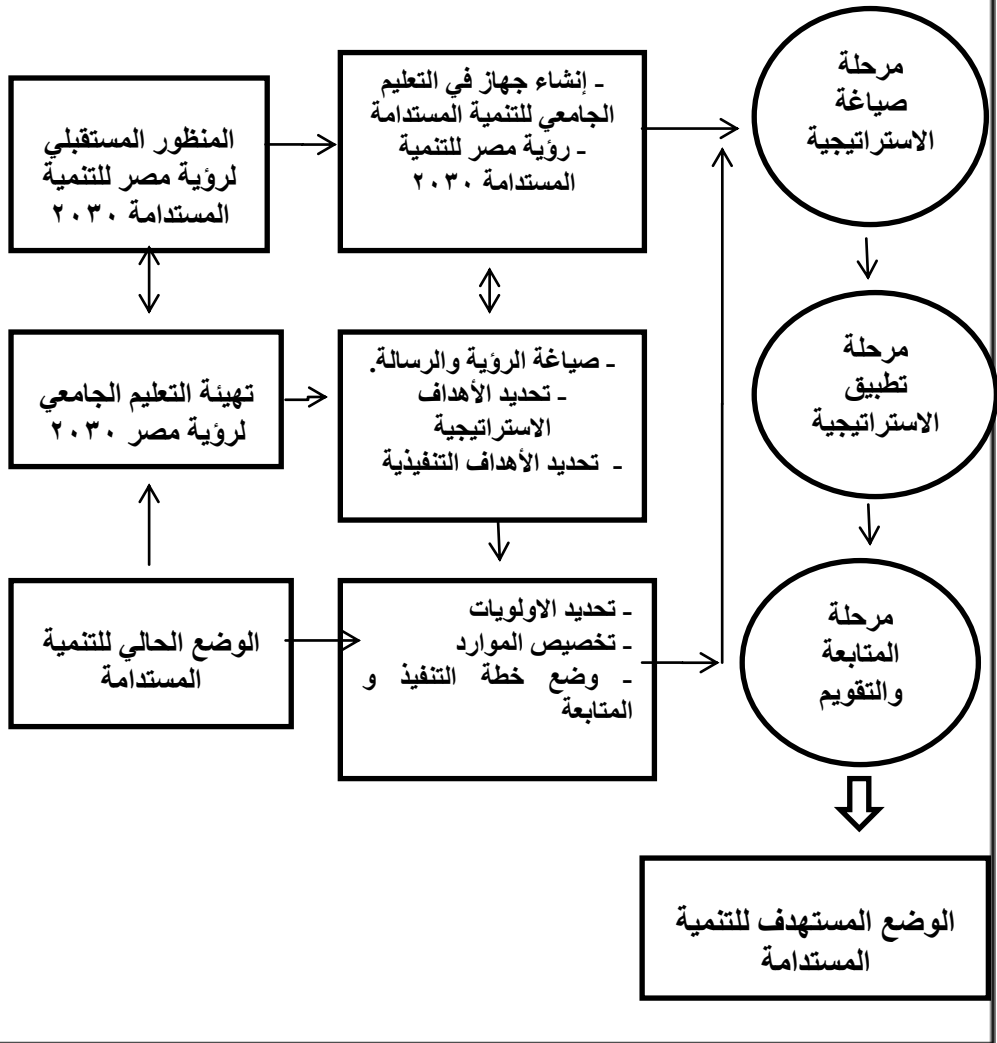 مرحلة
صياغة
الاستراتيجية
- إنشاء جهاز في التعليم
الجامعي للتنمية المستدامة
- رؤية مصر للتنمية
المستدامة ٢٠٣٠
المنظور المستقبلي
لرؤية مصر للتنمية
المستدامة ٢٠٣٠
مرحلة
تطبيق
الاستراتيجية
- صياغة الرؤية والرسالة.
- تحديد الأهداف
الاستراتيجية
- تحديد الأهداف التنفيذية
تهيئة التعليم الجامعي
لرؤية مصر ٢٠٣٠
مرحلة
المتابعة
والتقويم
- تحديد الاولويات
- تخصيص الموارد
- وضع خطة التنفيذ و
المتابعة
الوضع الحالي للتنمية
المستدامة
الوضع المستهدف للتنمية
المستدامة